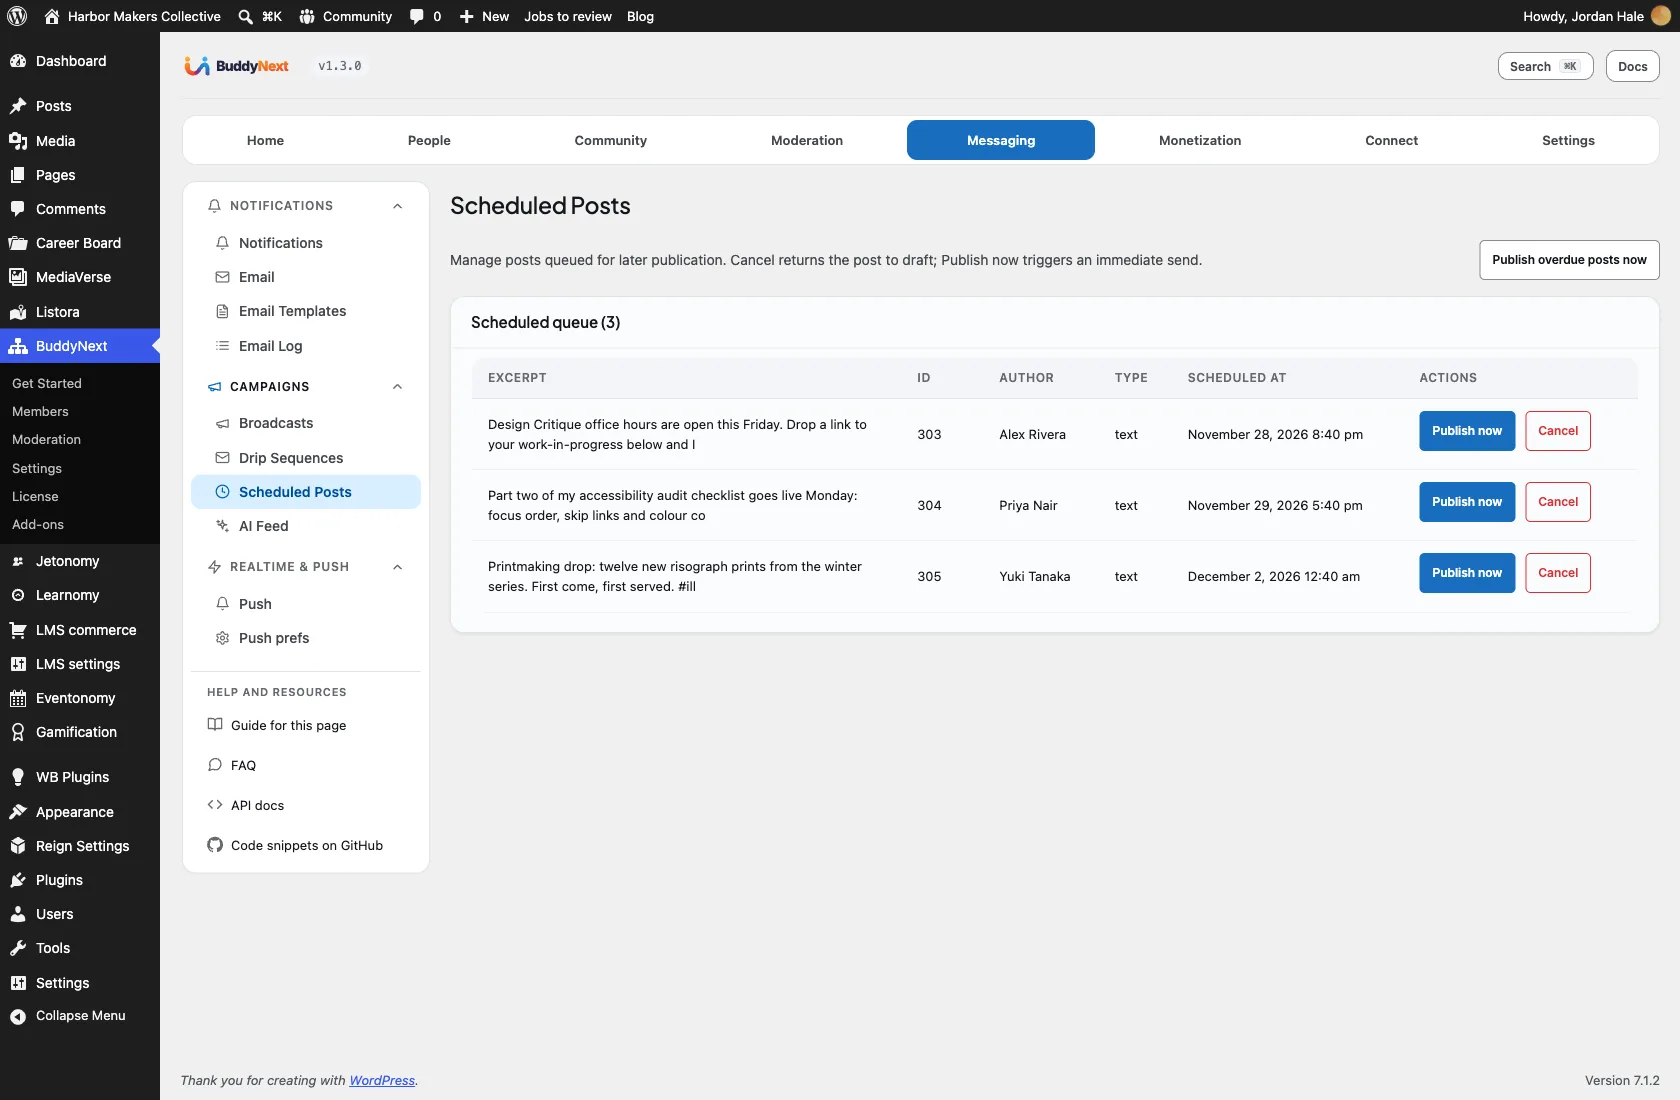 Harbor Makers Collective ⌘K Community 0 New Jobs to review Blog Howdy, Jordan Hale
Dashboard
Posts
Media
Pages
Comments
Career Board
MediaVerse
Listora
BuddyNext
Get Started
Members
Moderation
Settings
License
Add-ons
Jetonomy
Learnomy
LMS commerce
LMS settings
Eventonomy
Gamification
WB Plugins
Appearance
Reign Settings
Plugins
Users
Tools
Settings
Collapse Menu
BuddyNext v1.3.0 Search ⌘K Docs
Home People Community Moderation Messaging Monetization Connect Settings
NOTIFICATIONS
Notifications
Email
Email Templates
Email Log
CAMPAIGNS
Broadcasts
Drip Sequences
Scheduled Posts
AI Feed
REALTIME & PUSH
Push
Push prefs
HELP AND RESOURCES
Guide for this page
FAQ
API docs
Code snippets on GitHub
Scheduled Posts
Manage posts queued for later publication. Cancel returns the post to draft; Publish now triggers an immediate send.
Publish overdue posts now
Scheduled queue (3)
EXCERPT ID AUTHOR TYPE SCHEDULED AT ACTIONS
Design Critique office hours are open this Friday. Drop a link to
your work-in-progress below and I
303 Alex Rivera text November 28, 2026 8:40 pm Publish now Cancel
Part two of my accessibility audit checklist goes live Monday:
focus order, skip links and colour co
304 Priya Nair text November 29, 2026 5:40 pm Publish now Cancel
Printmaking drop: twelve new risograph prints from the winter
series. First come, first served. #ill
305 Yuki Tanaka text December 2, 2026 12:40 am Publish now Cancel
Thank you for creating with WordPress. Version 7.1.2